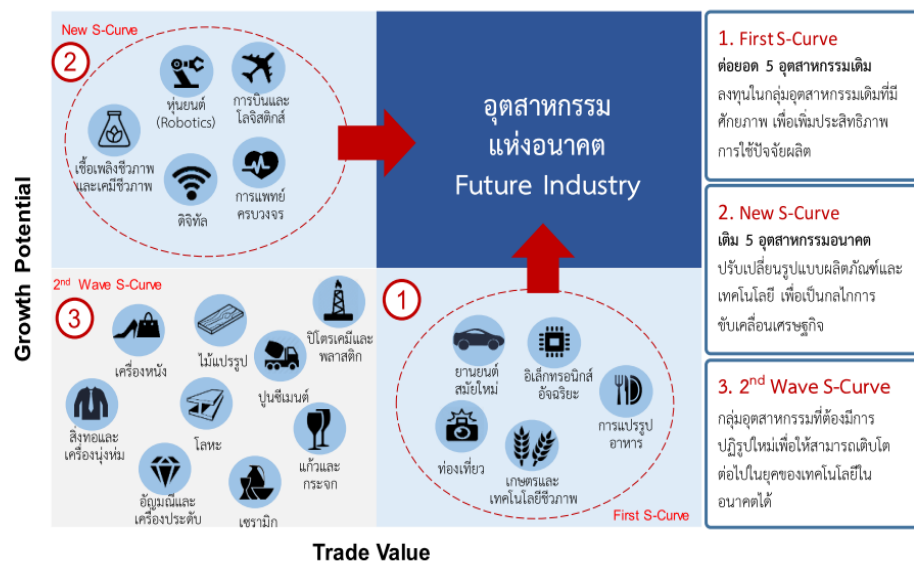 New S-Curve
2
หุ่นยนต์
(Robotics)
การบินและ
โลจิสติกส์
เชื้อเพลิงชีวภาพ
และเคมีชีวภาพ
ดิจิทัล
การแพทย์
ครบวงจร
อุตสาหกรรม
แห่งอนาคต
Future Industry
Growth Potential
2nd Wave S-Curve
3
เครื่องหนัง
ไม้แปรรูป
ปิโตรเคมีและ
พลาสติก
ปูนซีเมนต์
สิ่งทอและ
เครื่องนุ่งห่ม
โลหะ
แก้วและ
กระจก
อัญมณีและ
เครื่องประดับ
เซรามิก
1
ยานยนต์
สมัยใหม่
อิเล็กทรอนิกส์
อัจฉริยะ
การแปรรูป
อาหาร
ท่องเที่ยว
เกษตรและ
เทคโนโลยีชีวภาพ
First S-Curve
Trade Value
1. First S-Curve
ต่อยอด 5 อุตสาหกรรมเดิม
ลงทุนในกลุ่มอุตสาหกรรมเดิมที่มี
ศักยภาพ เพื่อเพิ่มประสิทธิภาพ
การใช้ปัจจัยผลิต
2. New S-Curve
เติม 5 อุตสาหกรรมอนาคต
ปรับเปลี่ยนรูปแบบผลิตภัณฑ์และ
เทคโนโลยี เพื่อเป็นกลไกการ
ขับเคลื่อนเศรษฐกิจ
3. 2nd Wave S-Curve
กลุ่มอุตสาหกรรมที่ต้องมีการ
ปฏิรูปใหม่เพื่อให้สามารถเติบโต
ต่อไปในยุคของเทคโนโลยีใน
อนาคตได้